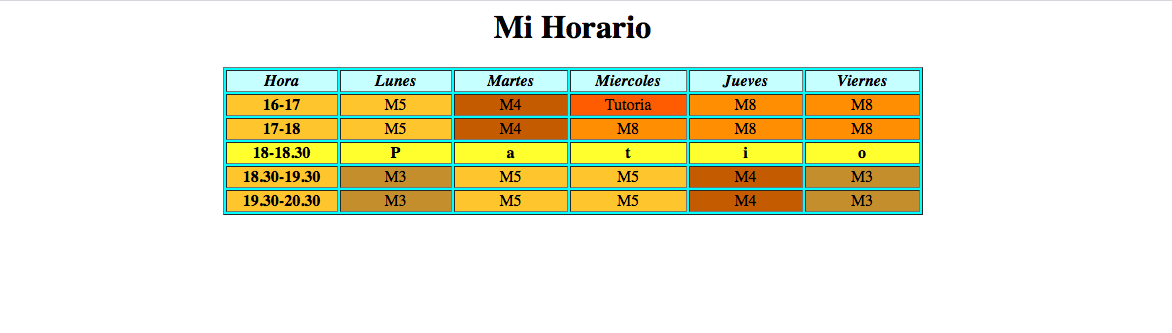 Mi Horario
Hora Lunes Martes Miercoles Jueves Viernes
16-17 M5 M4 Tutoria M8 M8
17-18 M5 M4 M8 M8 M8
18-18.30 P a t i o
18.30-19.30 M3 M5 M5 M4 M3
19.30-20.30 M3 M5 M5 M4 M3